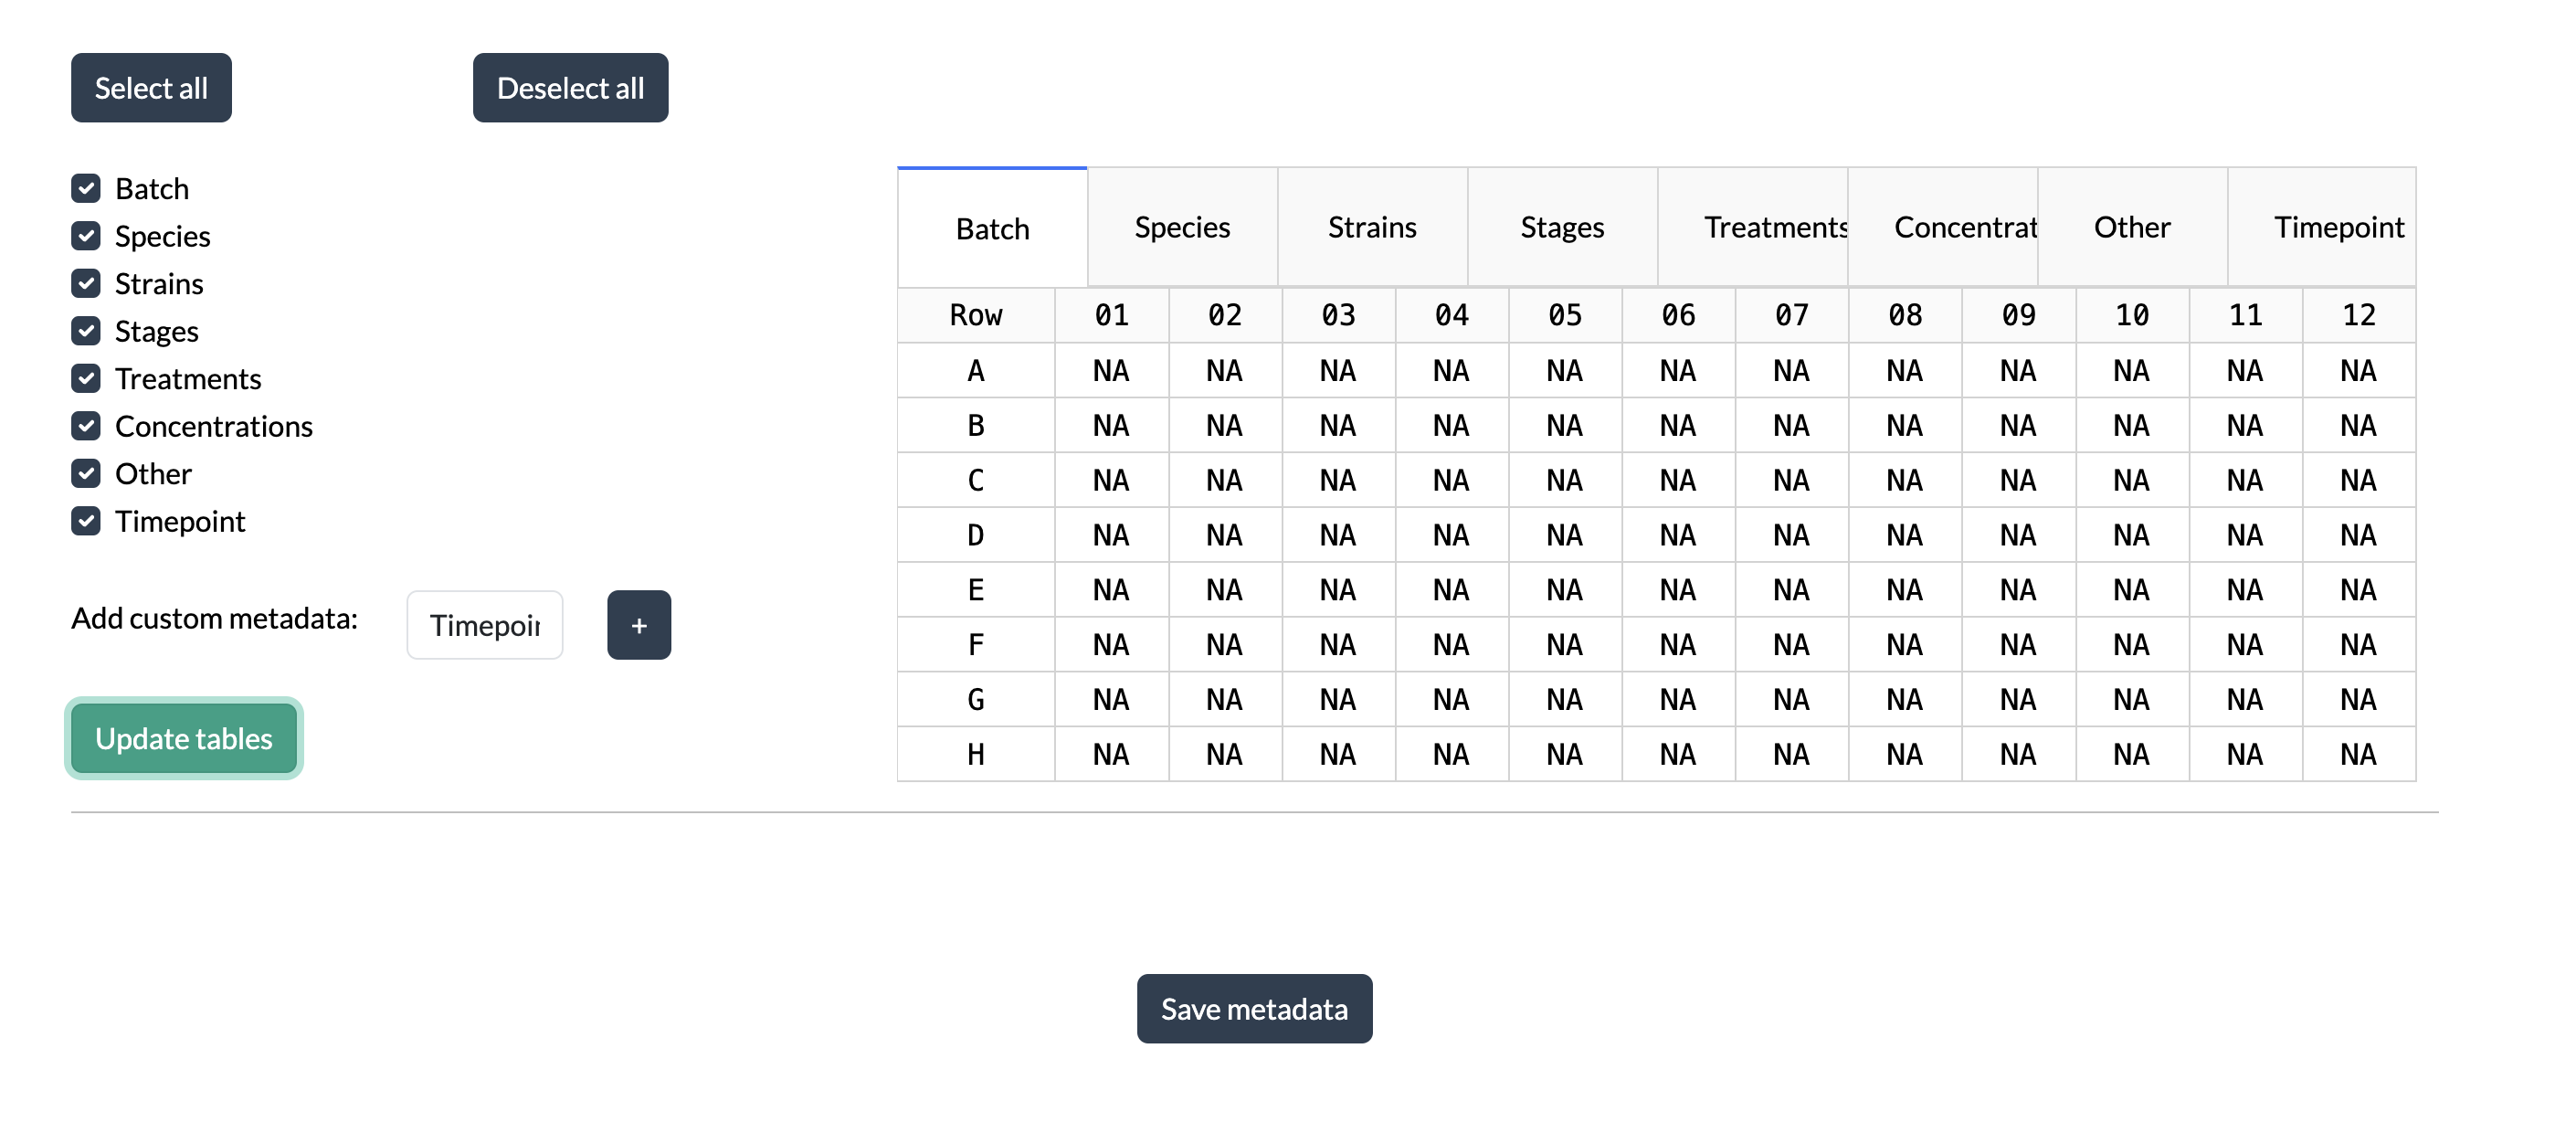 Select all Deselect all
Batch
Species
Strains
Stages
Treatments
Concentrations
Other
Timepoint
Add custom metadata: Timepoir +
Update tables
Batch Species Strains Stages Treatments Concentrat Other Timepoint
Row 01 02 03 04 05 06 07 08 09 10 11 12
A NA NA NA NA NA NA NA NA NA NA NA NA
B NA NA NA NA NA NA NA NA NA NA NA NA
C NA NA NA NA NA NA NA NA NA NA NA NA
D NA NA NA NA NA NA NA NA NA NA NA NA
E NA NA NA NA NA NA NA NA NA NA NA NA
F NA NA NA NA NA NA NA NA NA NA NA NA
G NA NA NA NA NA NA NA NA NA NA NA NA
H NA NA NA NA NA NA NA NA NA NA NA NA
Save metadata